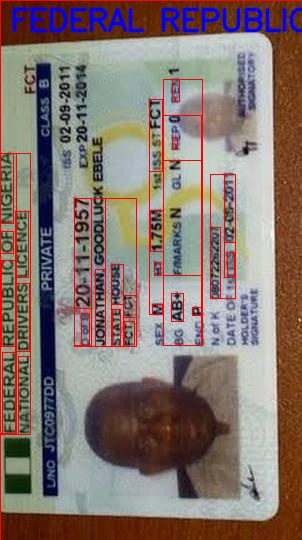 FEDERAL REPUBLIC
FEDERAL REPUBLIC OF NIGERIA
NATIONAL DRIVERS LICENCE
FCT
L/NO JTC0977DD PRIVATE CLASS B
ISS 02-09-2011
EXP 20-11-2014
20-11-1957
JONATHAN, GOODLUCK EBELE
STATE HOUSE
FCT FCT
SEX M HT 1.75M 1st ISS ST FCT
BG AB+ F/MARKS N GL N REP 0 REN 1
END P
N of K
DATE OF 1st ISS 02-09-2011
HOLDER'S
SIGNATURE
AUTHORISED
SIGNATORY